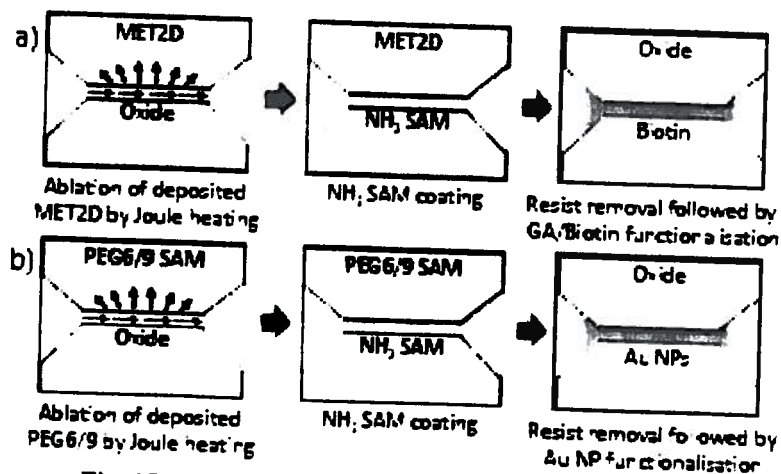 a)
MET2D
Oxide
Ablation of deposited
MET2D by Joule heating
MET2D
NH2 SAM
NH2 SAM coating
Oxide
Biotin
Resist removal followed by
GA/Biotin functionalisation
b)
PEG6/9 SAM
Oxide
Ablation of deposited
PEG6/9 by Joule heating
PEG6/9 SAM
NH2 SAM
NH2 SAM coating
Oxide
Au NPs
Resist removal followed by
Au NP functionalisation